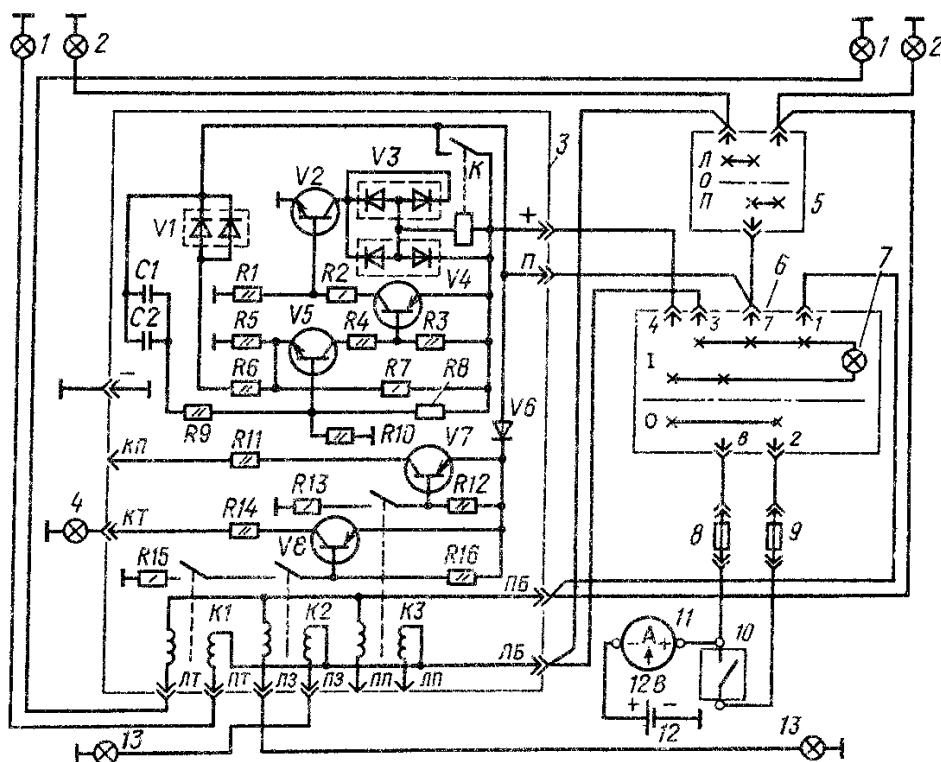 1 2 1 2
3
V2 V3 K
Л
О
П
5
V1
+
П
6 7
C1
C2
R1 R2 V4
R5 V5 R4 R3
4 3 7 1
I
R6 R7 R8
−
V6
О
R9 R10
8 2
КП R11 V7
R13 R12
4 КТ R14
V8
8 9
R15 R16
ПБ
К1 К2 К3
ЛБ
11 10
− А +
12 В
+ −
12
ЛТ ПТ ЛЗ ПЗ ПП ЛП
13 13